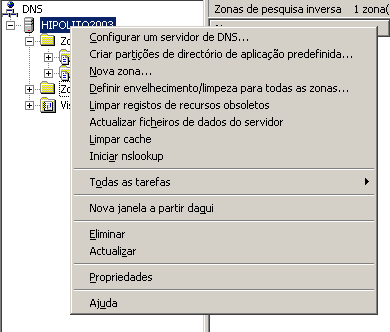 DNS
Zonas de pesquisa inversa 1 zona(
HIPOLITO2003
Zo
Zo
Vis
Configurar um servidor de DNS...
Criar partições de directório de aplicação predefinida...
Nova zona...
Definir envelhecimento/limpeza para todas as zonas...
Limpar registos de recursos obsoletos
Actualizar ficheiros de dados do servidor
Limpar cache
Iniciar nslookup
Todas as tarefas
Nova janela a partir daqui
Eliminar
Actualizar
Propriedades
Ajuda